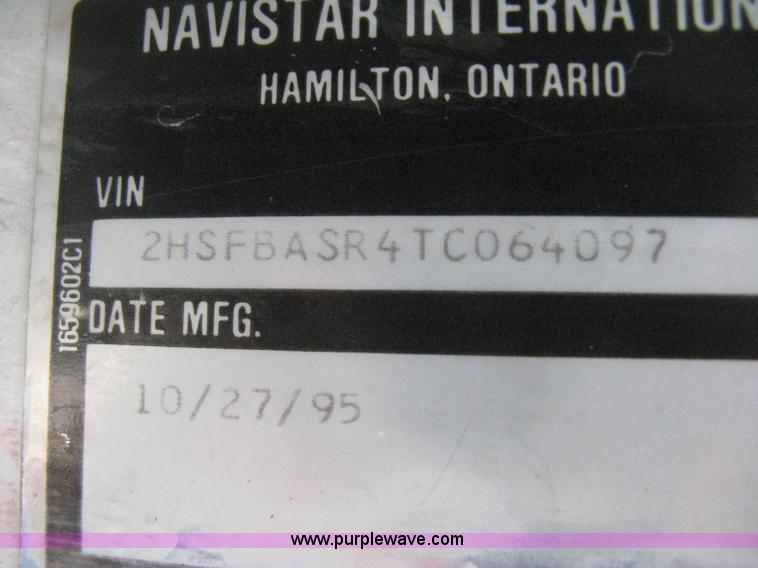 NAVISTAR INTERNATION
HAMILTON, ONTARIO
VIN
2HSFBASR4TC064097
1659602C1
DATE MFG.
10/27/95
www.purplewave.com